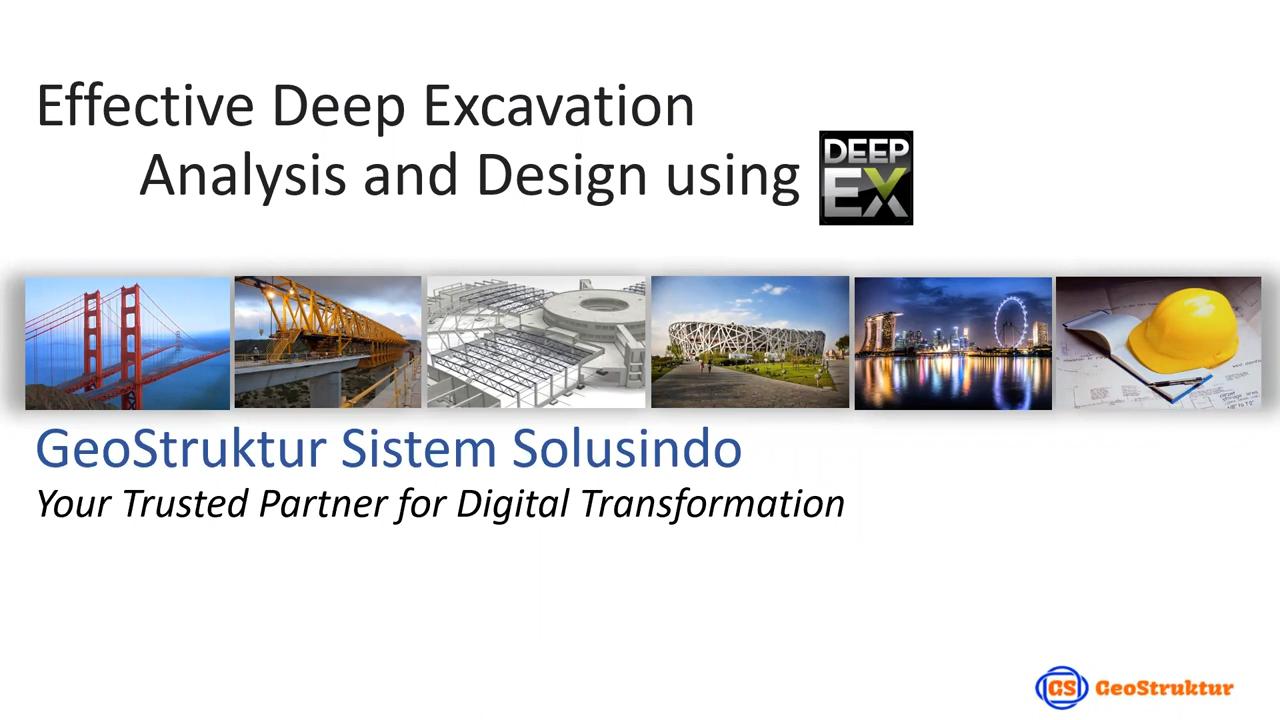 Effective Deep Excavation
Analysis and Design using
DEEP
EX
GeoStruktur Sistem Solusindo
Your Trusted Partner for Digital Transformation
GS GeoStruktur